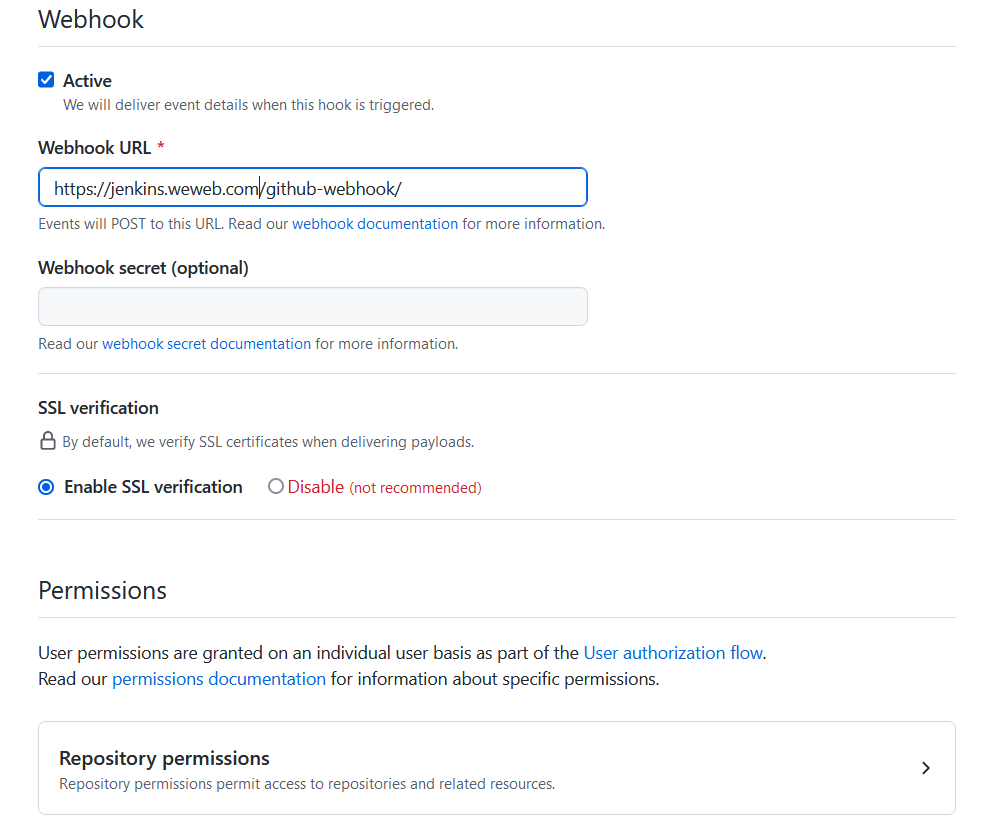 Webhook
Active
We will deliver event details when this hook is triggered.
Webhook URL *
https://jenkins.weweb.com/github-webhook/
Events will POST to this URL. Read our webhook documentation for more information.
Webhook secret (optional)
Read our webhook secret documentation for more information.
SSL verification
By default, we verify SSL certificates when delivering payloads.
Enable SSL verification Disable (not recommended)
Permissions
User permissions are granted on an individual user basis as part of the User authorization flow.
Read our permissions documentation for information about specific permissions.
Repository permissions
Repository permissions permit access to repositories and related resources.